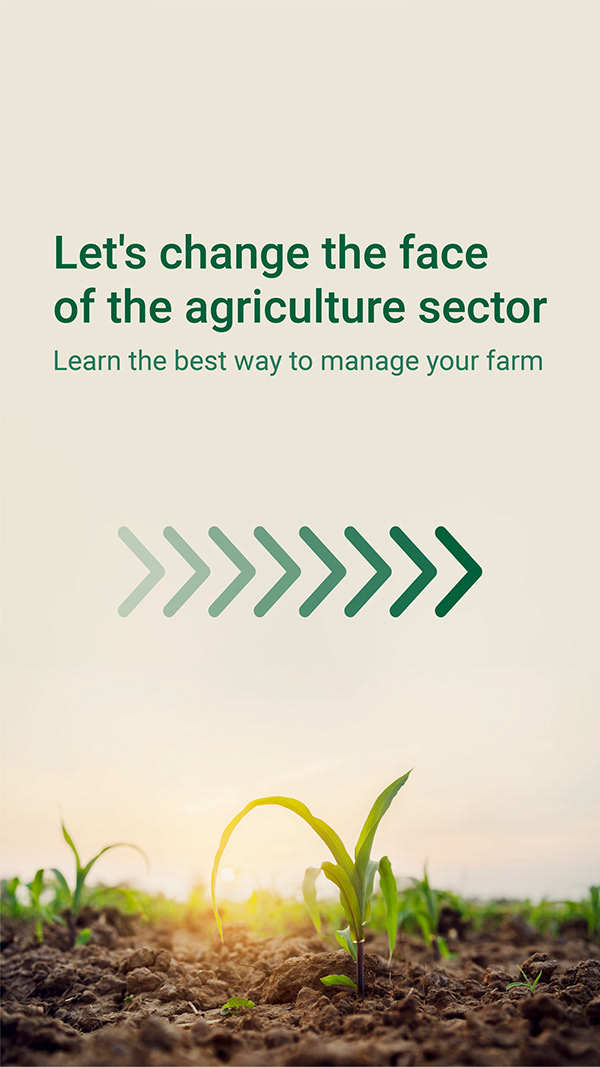 Let's change the face
of the agriculture sector
Learn the best way to manage your farm